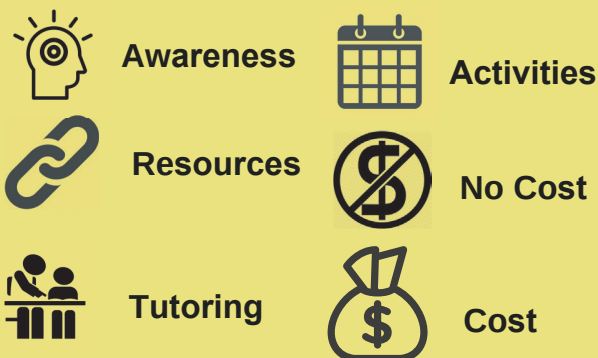 Awareness
Activities
Resources
No Cost
Tutoring
Cost